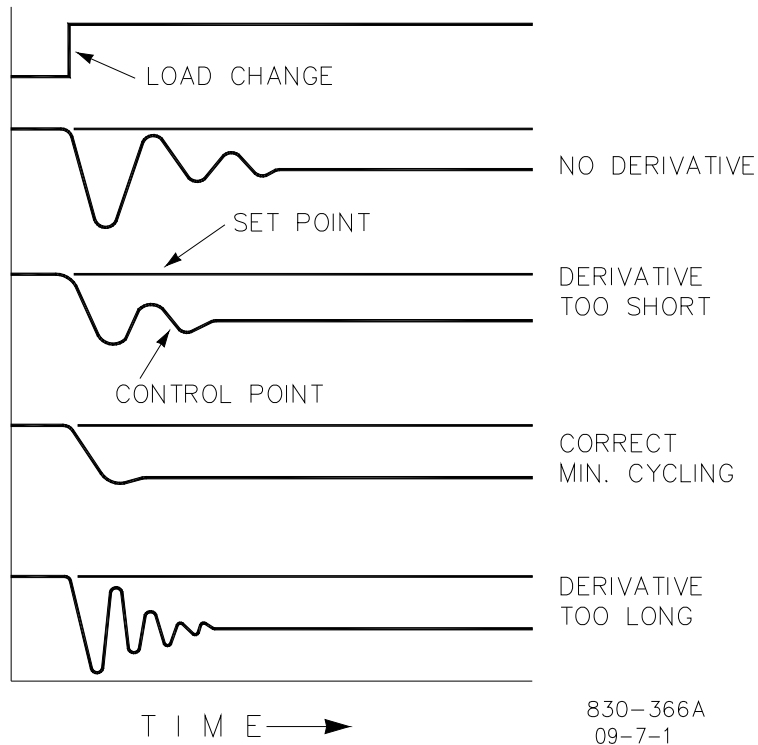 LOAD CHANGE
NO DERIVATIVE
SET POINT
DERIVATIVE
TOO SHORT
CONTROL POINT
CORRECT
MIN. CYCLING
DERIVATIVE
TOO LONG
TIME
830-366A
09-7-1